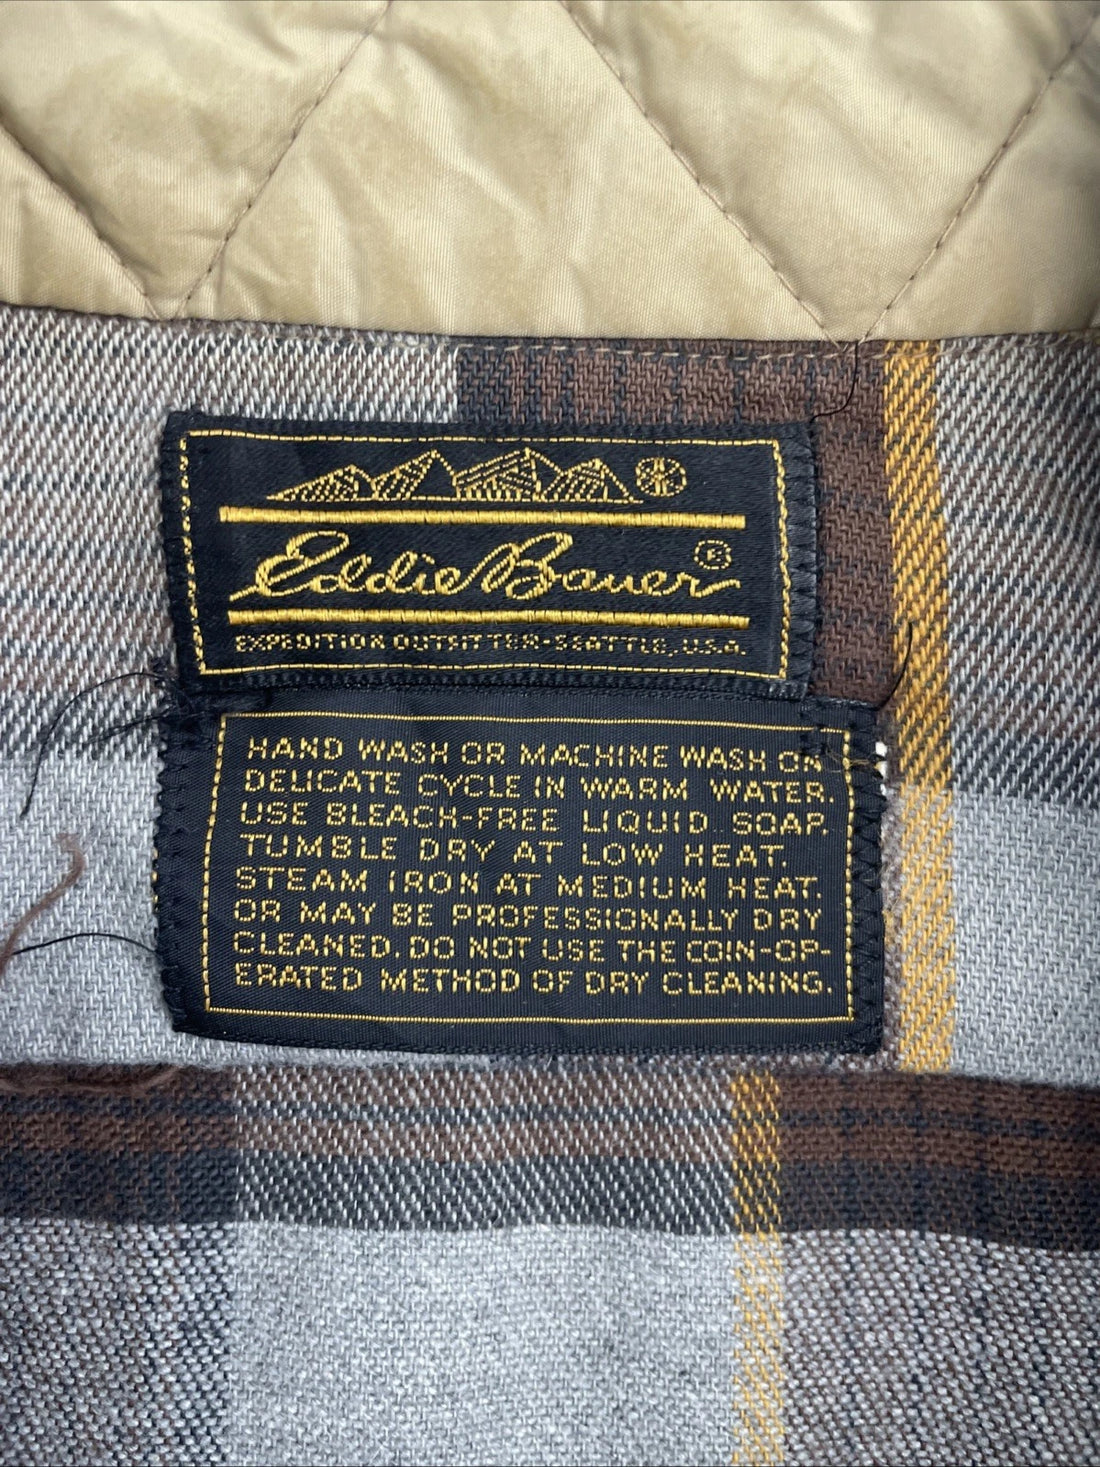 Eddie Bauer ®
EXPEDITION OUTFITTER-SEATTLE, U.S.A.
HAND WASH OR MACHINE WASH ON
DELICATE CYCLE IN WARM WATER.
USE BLEACH-FREE LIQUID SOAP.
TUMBLE DRY AT LOW HEAT.
STEAM IRON AT MEDIUM HEAT.
OR MAY BE PROFESSIONALLY DRY
CLEANED. DO NOT USE THE COIN-OP-
ERATED METHOD OF DRY CLEANING.